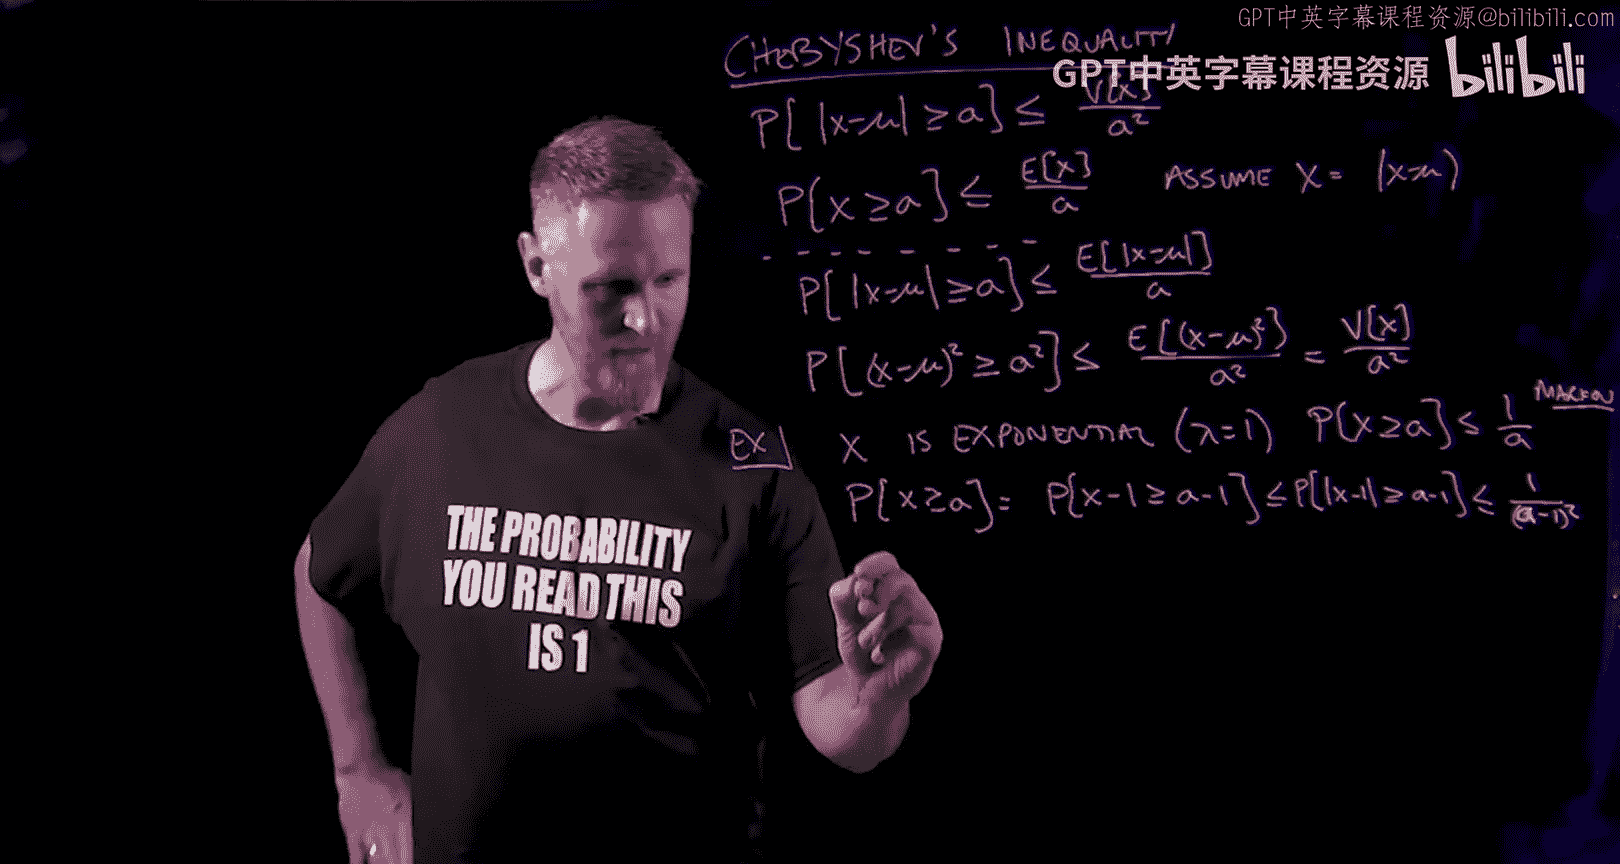 GPT中英字幕课程资源@bilibili.com
CHEBYSHEV'S INEQUALITY
GPT中英字幕课程资源 bilibili
P[|X-μ| ≥ a] ≤ V[X]/a²
P[X ≥ a] ≤ E[X]/a ASSUME X = |X-μ|
P[|X-μ| ≥ a] ≤ E[|X-μ|]/a
P[(X-μ)² ≥ a²] ≤ E[(X-μ)²]/a² = V[X]/a²
MARKOV
EX X IS EXPONENTIAL (λ=1) P[X ≥ a] ≤ 1/a
P[X ≥ a] = P[X-1 ≥ a-1] ≤ P[|X-1| ≥ a-1] ≤ 1/(a-1)²
THE PROBABILITY
YOU READ THIS
IS 1